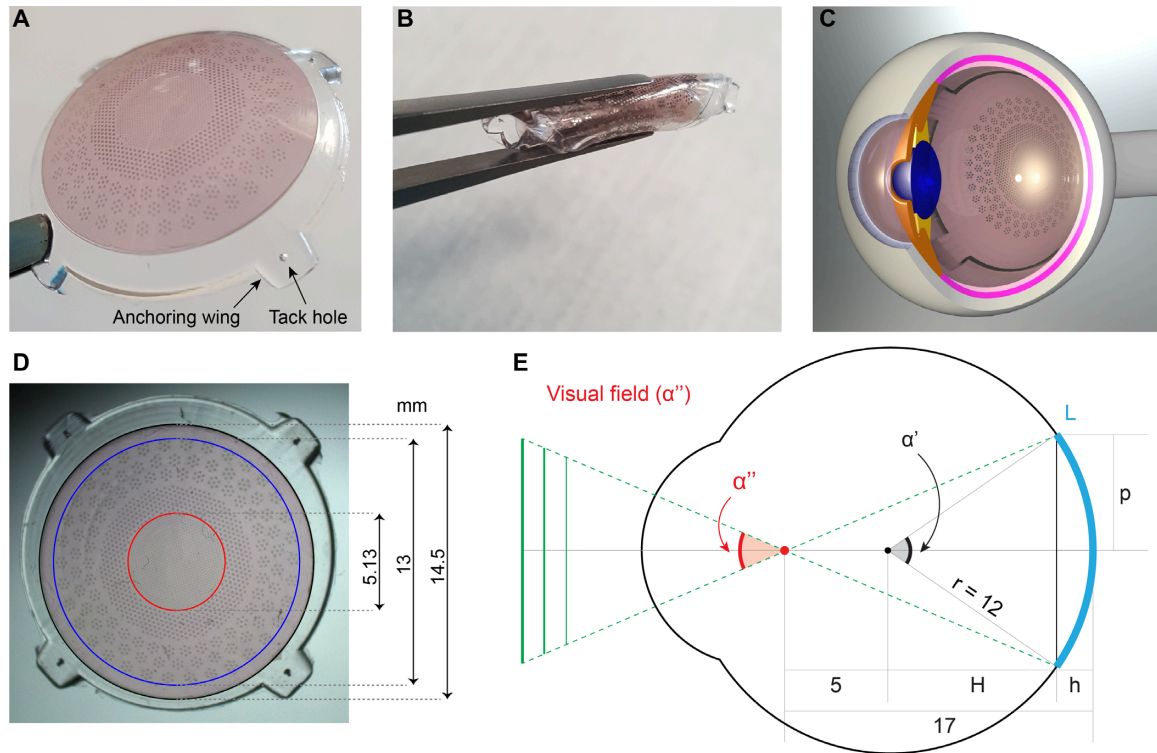 A
B
C
Anchoring wing
Tack hole
D
mm
5.13
13
14.5
E
Visual field (α’’)
L
α’
α’’
p
r = 12
5
H
h
17